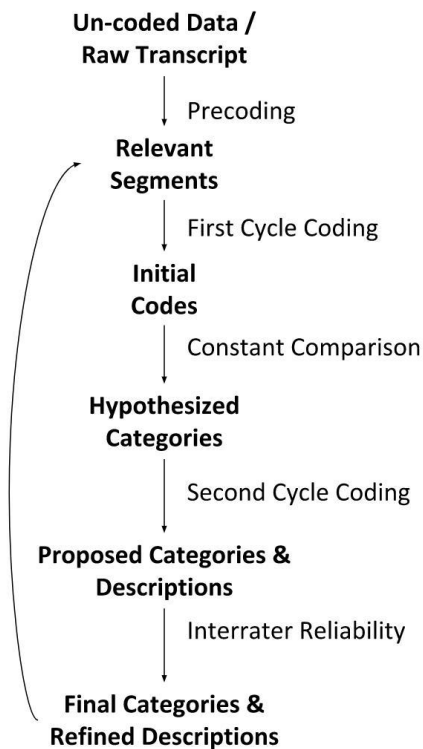 Un-coded Data /
Raw Transcript
Precoding
Relevant
Segments
First Cycle Coding
Initial
Codes
Constant Comparison
Hypothesized
Categories
Second Cycle Coding
Proposed Categories &
Descriptions
Interrater Reliability
Final Categories &
Refined Descriptions